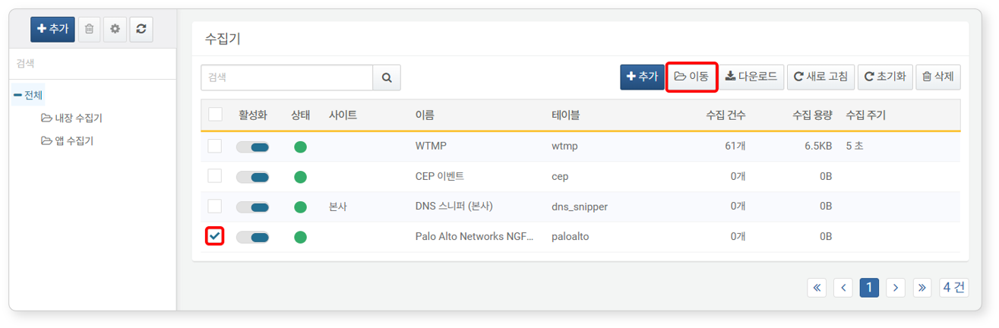 추가
검색
전체
내장 수집기
앱 수집기
수집기
검색
추가 이동 다운로드 새로 고침 초기화 삭제
활성화 상태 사이트 이름 테이블 수집 건수 수집 용량 수집 주기
WTMP wtmp 61개 6.5KB 5 초
CEP 이벤트 cep 0개 0B
본사 DNS 스니퍼 (본사) dns_snipper 0개 0B
Palo Alto Networks NGF... paloalto 0개 0B
« ‹ 1 › » 4 건